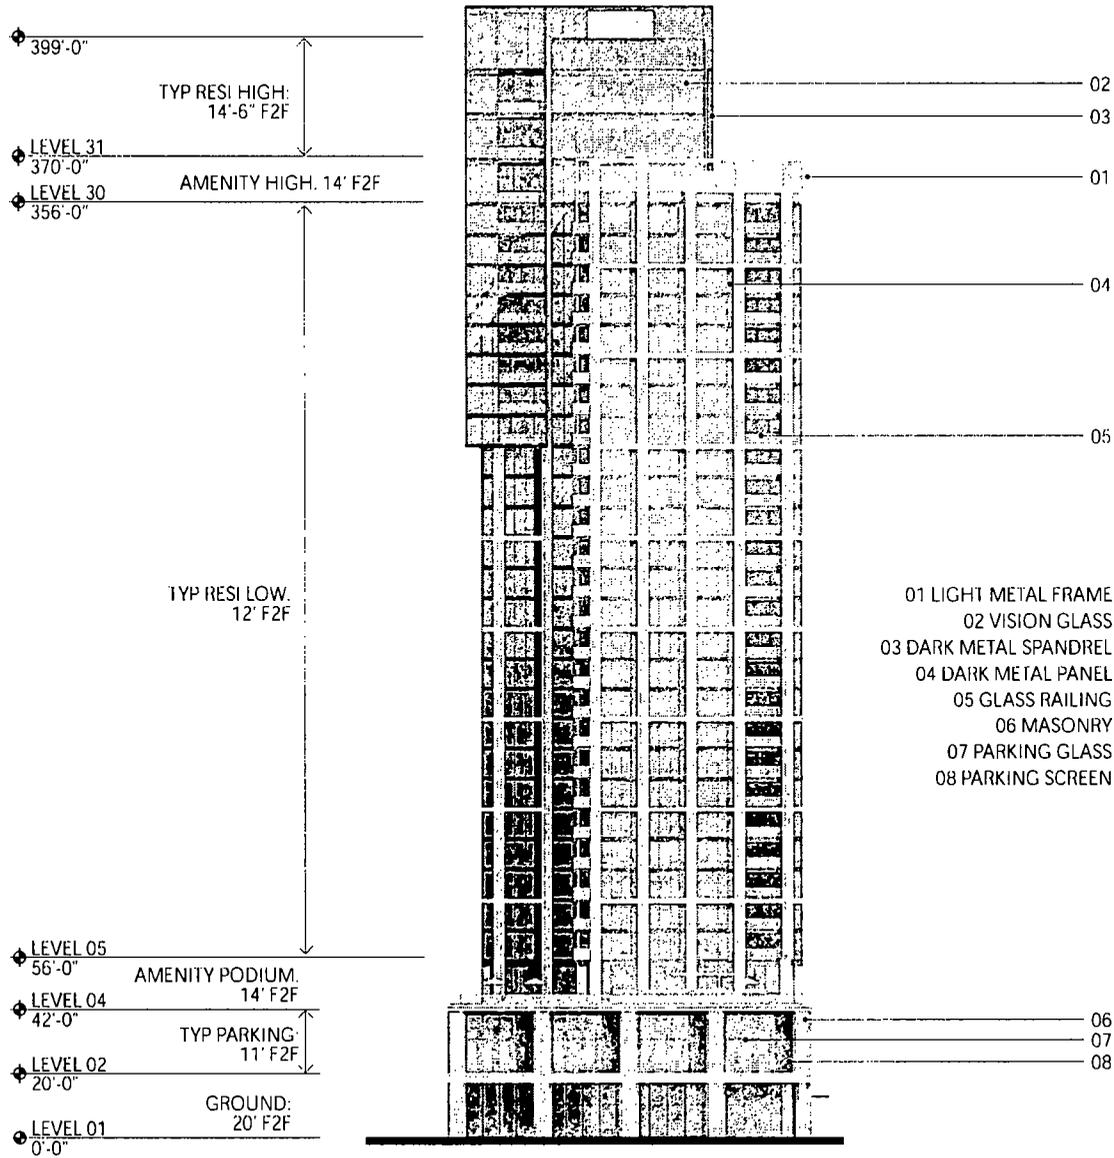 399'-0"
TYP RESI HIGH:
14'-6" F2F
LEVEL 31
370'-0"
AMENITY HIGH. 14' F2F
LEVEL 30
356'-0"
TYP RESI LOW.
12' F2F
LEVEL 05
56'-0"
AMENITY PODIUM.
14' F2F
LEVEL 04
42'-0"
TYP PARKING:
11' F2F
LEVEL 02
20'-0"
GROUND:
20' F2F
LEVEL 01
0'-0"
02
03
01
04
05
01 LIGHT METAL FRAME
02 VISION GLASS
03 DARK METAL SPANDREL
04 DARK METAL PANEL
05 GLASS RAILING
06 MASONRY
07 PARKING GLASS
08 PARKING SCREEN
06
07
08